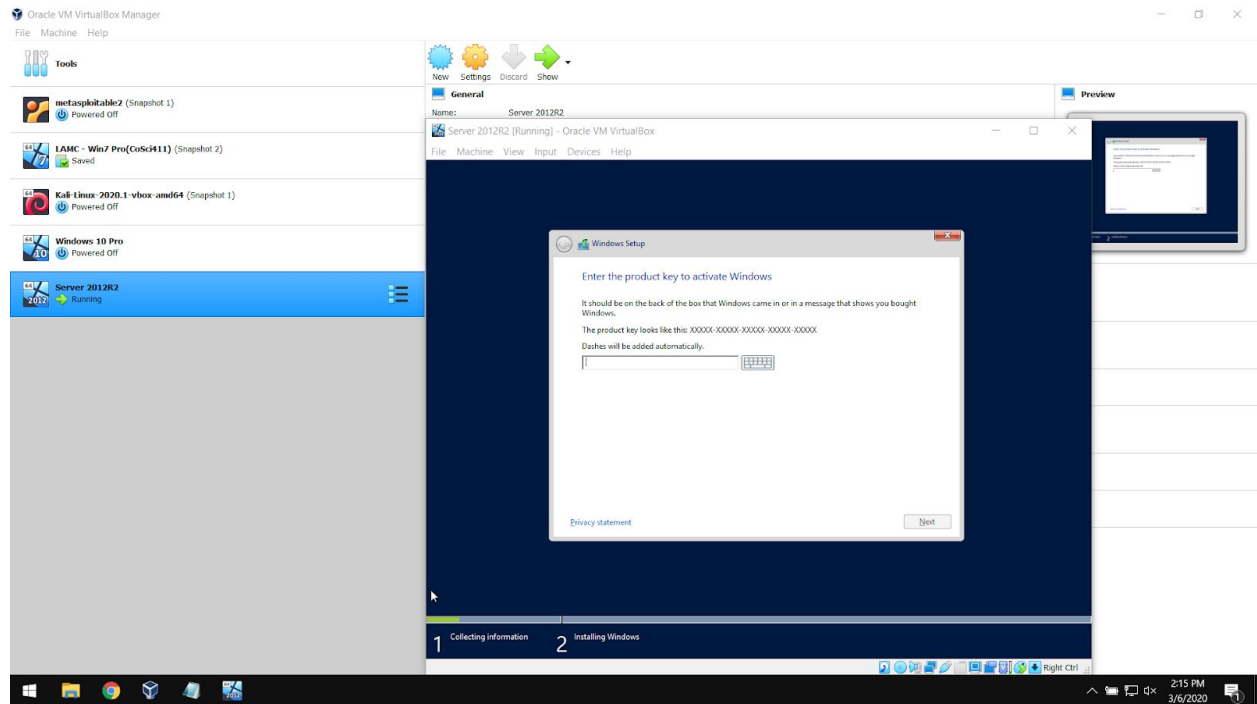 Oracle VM VirtualBox Manager
File Machine Help
Tools
New Settings Discard Show
metasploitable2 (Snapshot 1)
Powered Off
LAMC - Win7 Pro(CoSci411) (Snapshot 2)
Saved
Kali-Linux-2020.1-vbox-amd64 (Snapshot 1)
Powered Off
Windows 10 Pro
Powered Off
Server 2012R2
Running
General
Name: Server 2012R2
Preview
Server 2012R2 [Running] - Oracle VM VirtualBox
File Machine View Input Devices Help
Windows Setup
Enter the product key to activate Windows
It should be on the back of the box that Windows came in or in a message that shows you bought
Windows.
The product key looks like this: XXXXX-XXXXX-XXXXX-XXXXX-XXXXX
Dashes will be added automatically.
Privacy statement
Next
1 Collecting information 2 Installing Windows
Right Ctrl
2:15 PM
3/6/2020